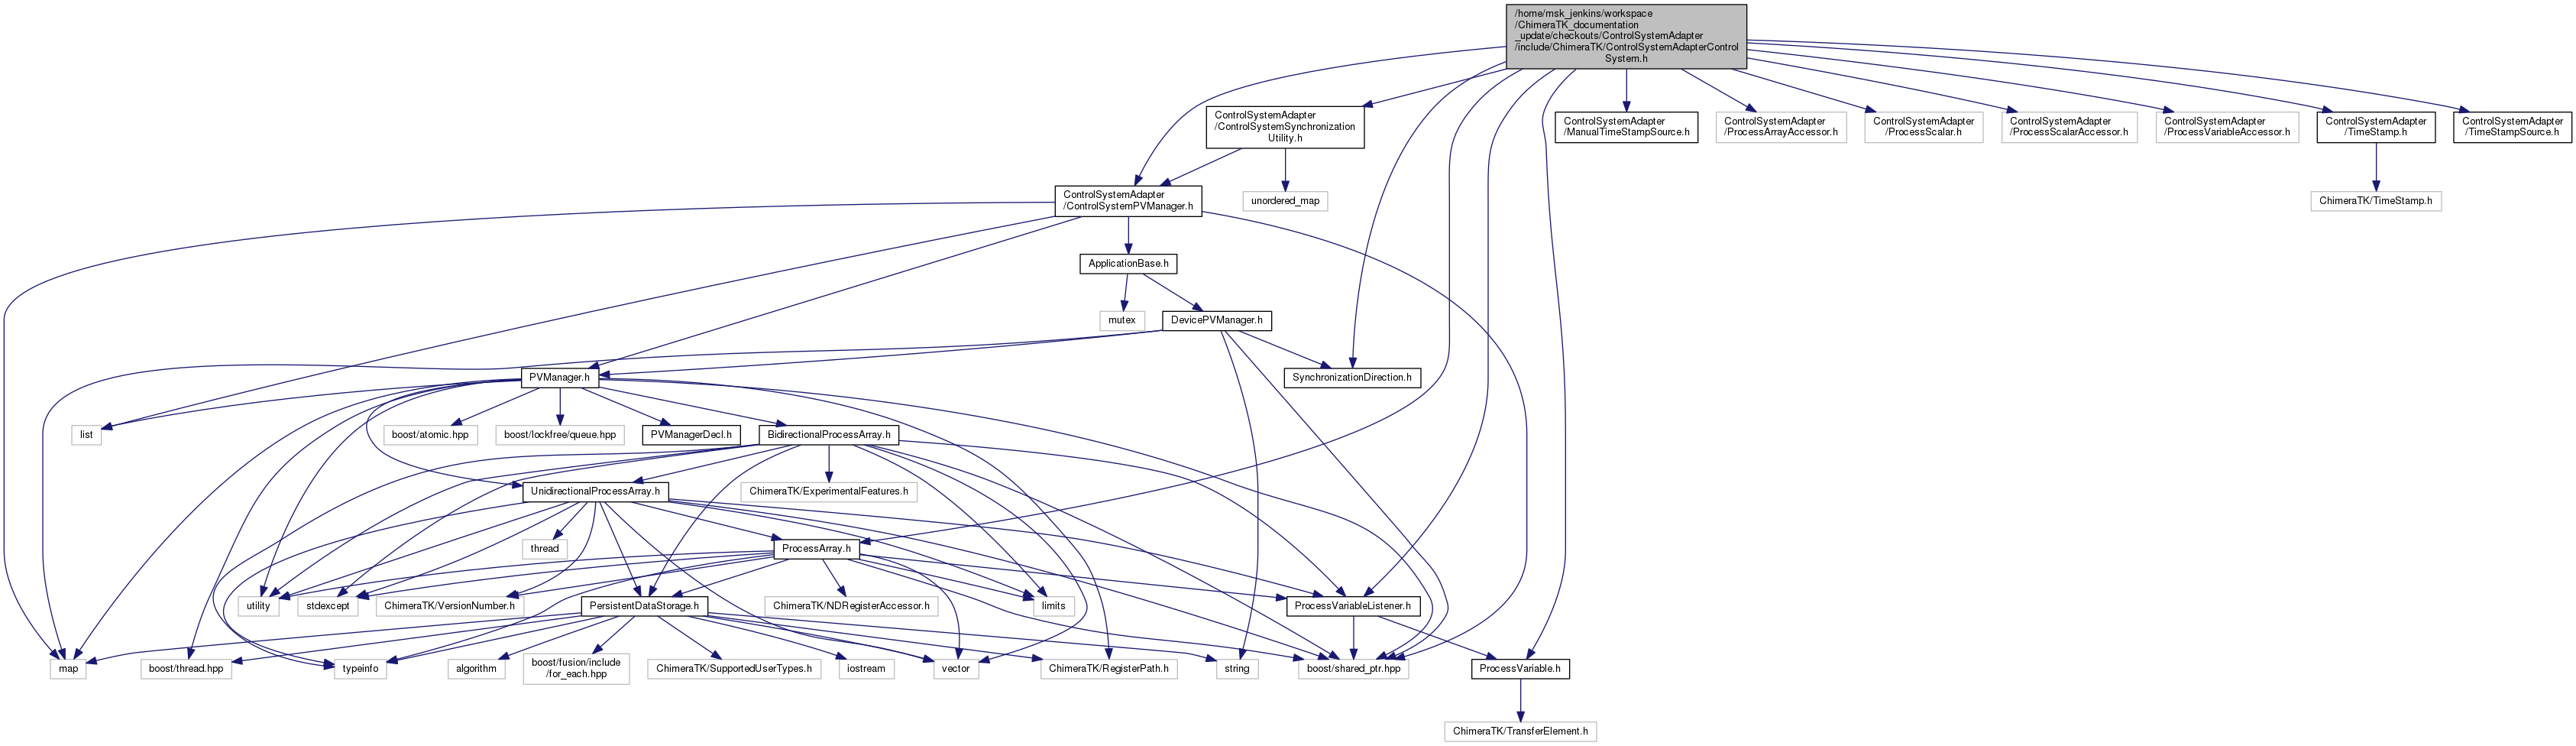 /home/msk_jenkins/workspace
/ChimeraTK_documentation
_update/checkouts/ControlSystemAdapter
/include/ChimeraTK/ControlSystemAdapterControl
System.h
ControlSystemAdapter
/ControlSystemSynchronization
Utility.h
ControlSystemAdapter
/ManualTimeStampSource.h
ControlSystemAdapter
/ProcessArrayAccessor.h
ControlSystemAdapter
/ProcessScalar.h
ControlSystemAdapter
/ProcessScalarAccessor.h
ControlSystemAdapter
/ProcessVariableAccessor.h
ControlSystemAdapter
/TimeStamp.h
ControlSystemAdapter
/TimeStampSource.h
ControlSystemAdapter
/ControlSystemPVManager.h
unordered_map
ChimeraTK/TimeStamp.h
ApplicationBase.h
mutex
DevicePVManager.h
PVManager.h
SynchronizationDirection.h
list
boost/atomic.hpp
boost/lockfree/queue.hpp
PVManagerDecl.h
BidirectionalProcessArray.h
UnidirectionalProcessArray.h
ChimeraTK/ExperimentalFeatures.h
thread
ProcessArray.h
utility
stdexcept
ChimeraTK/VersionNumber.h
PersistentDataStorage.h
ChimeraTK/NDRegisterAccessor.h
limits
ProcessVariableListener.h
map
boost/thread.hpp
typeinfo
algorithm
boost/fusion/include
/for_each.hpp
ChimeraTK/SupportedUserTypes.h
iostream
vector
ChimeraTK/RegisterPath.h
string
boost/shared_ptr.hpp
ProcessVariable.h
ChimeraTK/TransferElement.h